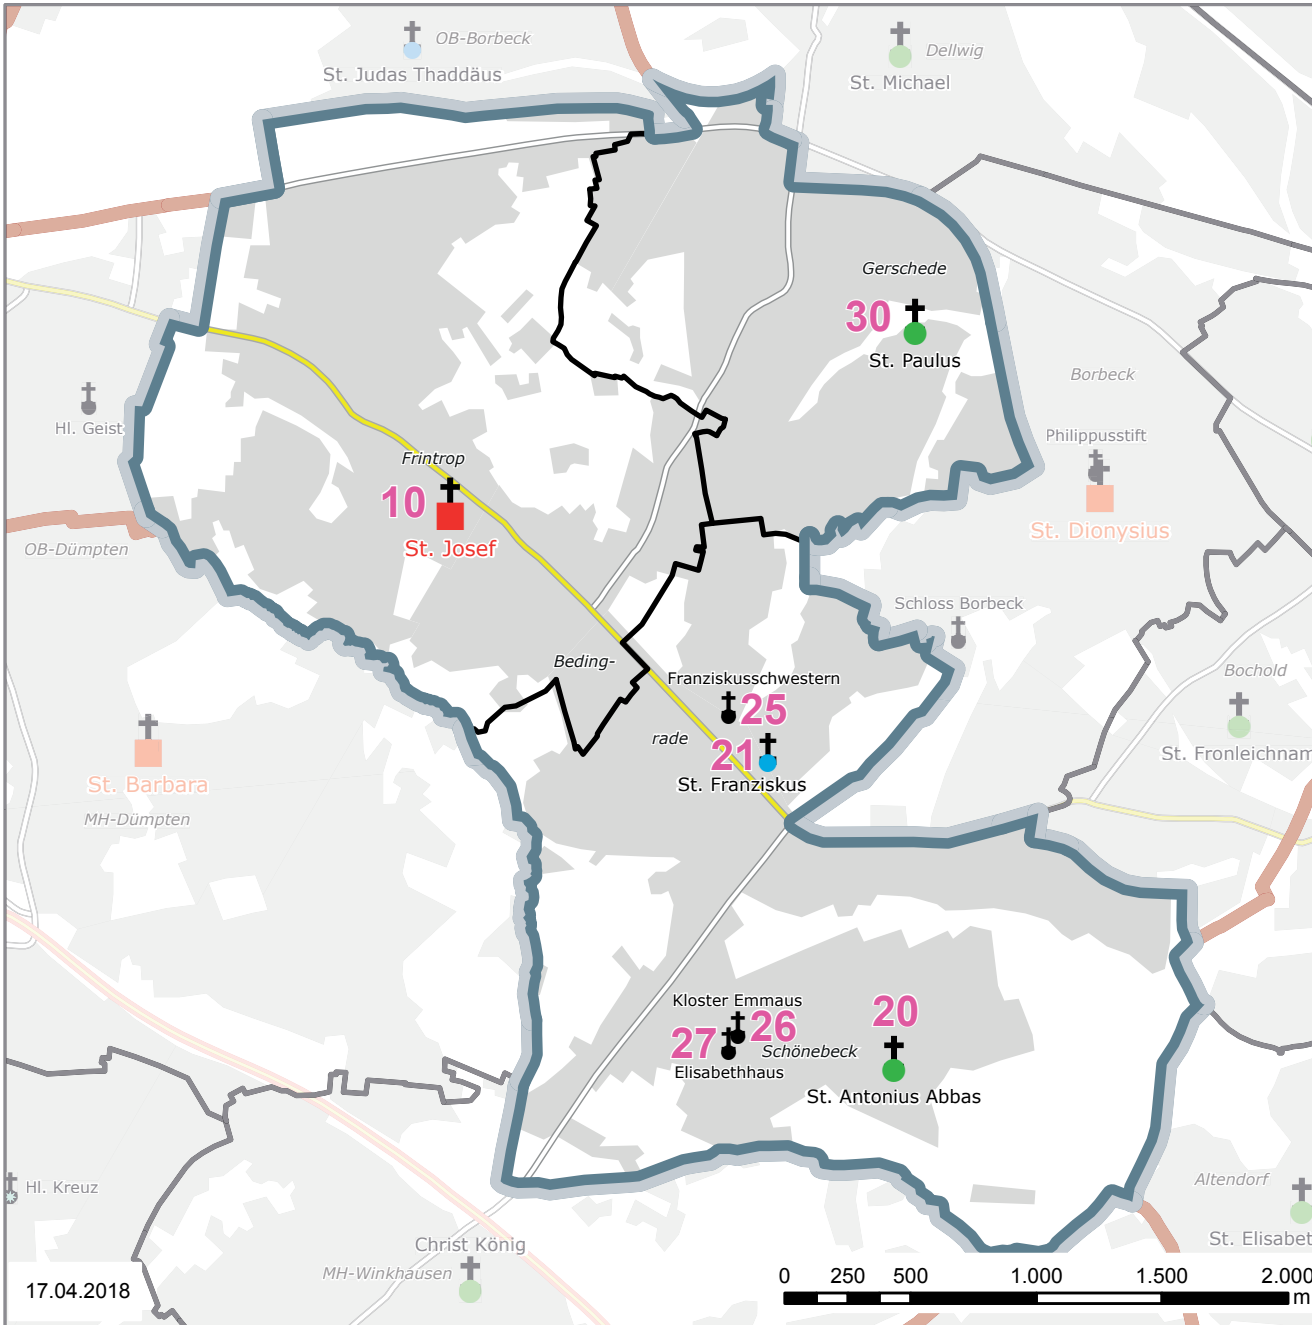 OB-Borbeck
St. Judas Thaddäus
Dellwig
St. Michael
Gerschede
30
St. Paulus
Borbeck
Hl. Geist
Philippusstift
Frintrop
10
St. Josef
St. Dionysius
OB-Dümpten
Schloss Borbeck
Beding-
Franziskusschwestern
Bochold
25
rade
21
St. Franziskus
St. Fronleichnam
St. Barbara
MH-Dümpten
Kloster Emmaus
20
27
26
Schönebeck
Elisabethhaus
St. Antonius Abbas
Hl. Kreuz
Altendorf
Christ König
St. Elisabet
MH-Winkhausen
17.04.2018
0 250 500 1.000 1.500 2.000
m